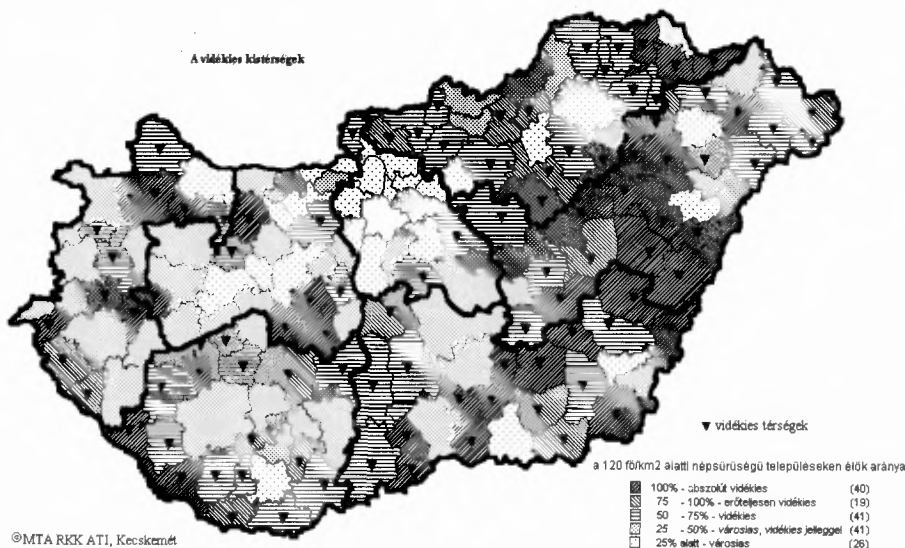 A vidékies kistérségek
▼ vidékies térségek
a 120 fő/km2 alatti népsűrűségű településeken élők aránya
100% - abszolút vidékies (40)
75 - 100% - erőteljesen vidékies (19)
50 - 75% - vidékies (41)
25 - 50% - városias, vidékies jelleggel (41)
25% alatt - városias (26)
©MTA RKK ATI, Kecskemét